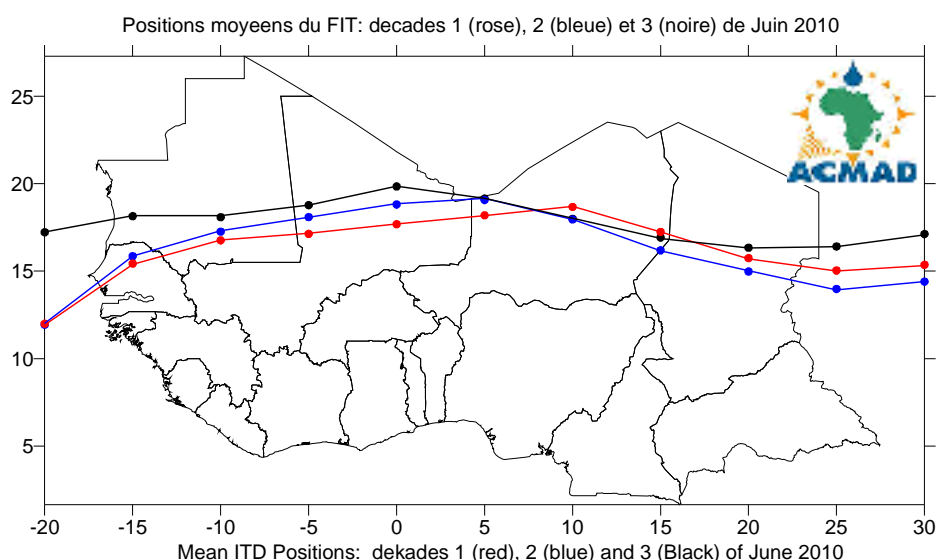 Positions moyeens du FIT: decades 1 (rose), 2 (bleue) et 3 (noire) de Juin 2010
25
20
15
10
5
ACMAD
-20 -15 -10 -5 0 5 10 15 20 25 30
Mean ITD Positions: dekades 1 (red), 2 (blue) and 3 (Black) of June 2010